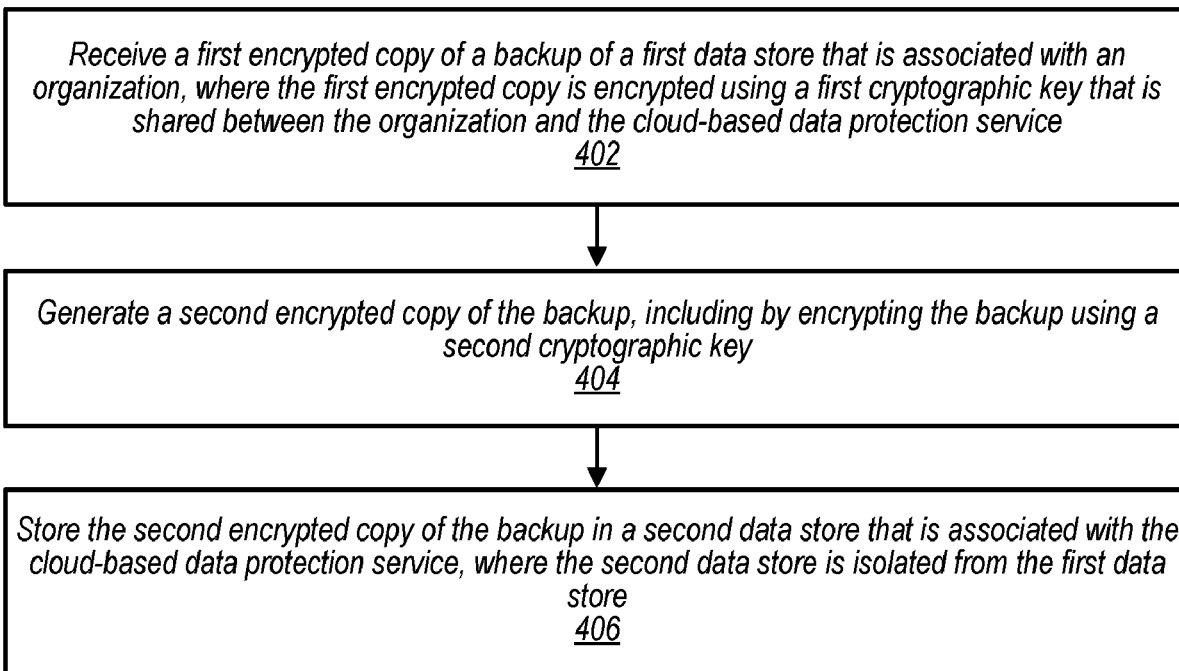 Receive a first encrypted copy of a backup of a first data store that is associated with an
organization, where the first encrypted copy is encrypted using a first cryptographic key that is
shared between the organization and the cloud-based data protection service
402
Generate a second encrypted copy of the backup, including by encrypting the backup using a
second cryptographic key
404
Store the second encrypted copy of the backup in a second data store that is associated with the
cloud-based data protection service, where the second data store is isolated from the first data
store
406